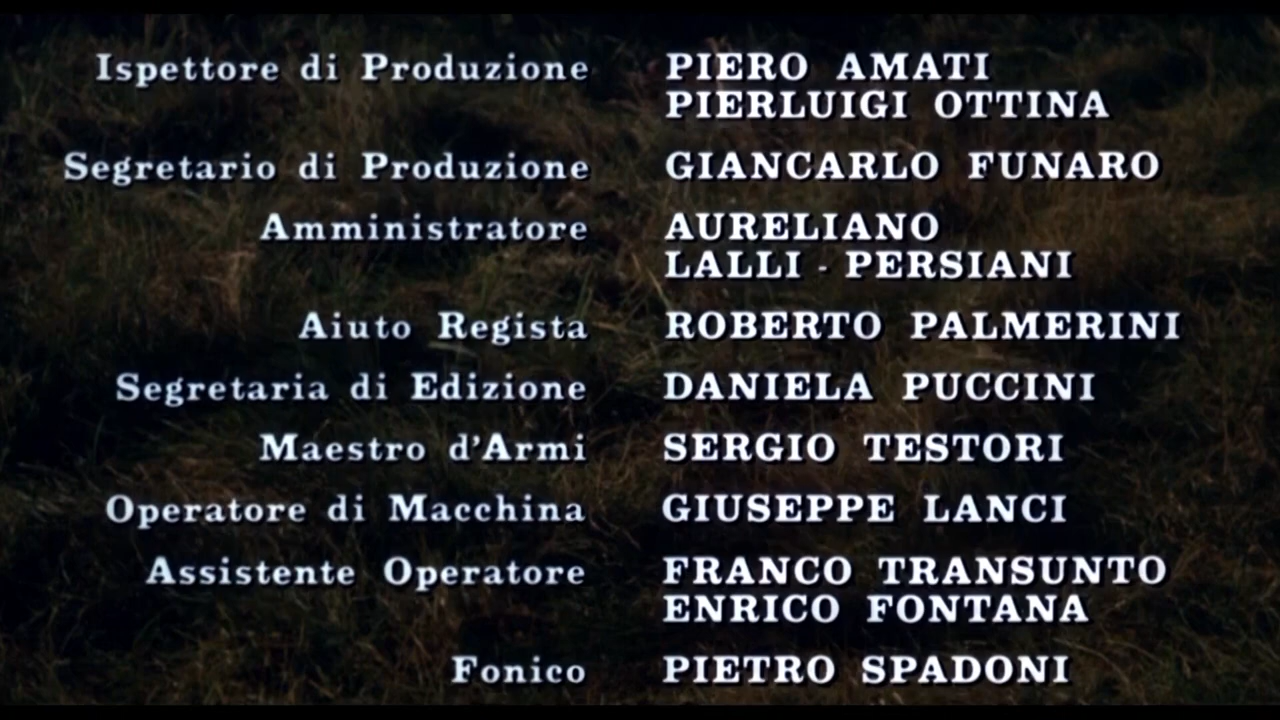 Ispettore di Produzione PIERO AMATI
PIERLUIGI OTTINA
Segretario di Produzione GIANCARLO FUNARO
Amministratore AURELIANO
LALLI - PERSIANI
Aiuto Regista ROBERTO PALMERINI
Segretaria di Edizione DANIELA PUCCINI
Maestro d'Armi SERGIO TESTORI
Operatore di Macchina GIUSEPPE LANCI
Assistente Operatore FRANCO TRANSUNTO
ENRICO FONTANA
Fonico PIETRO SPADONI